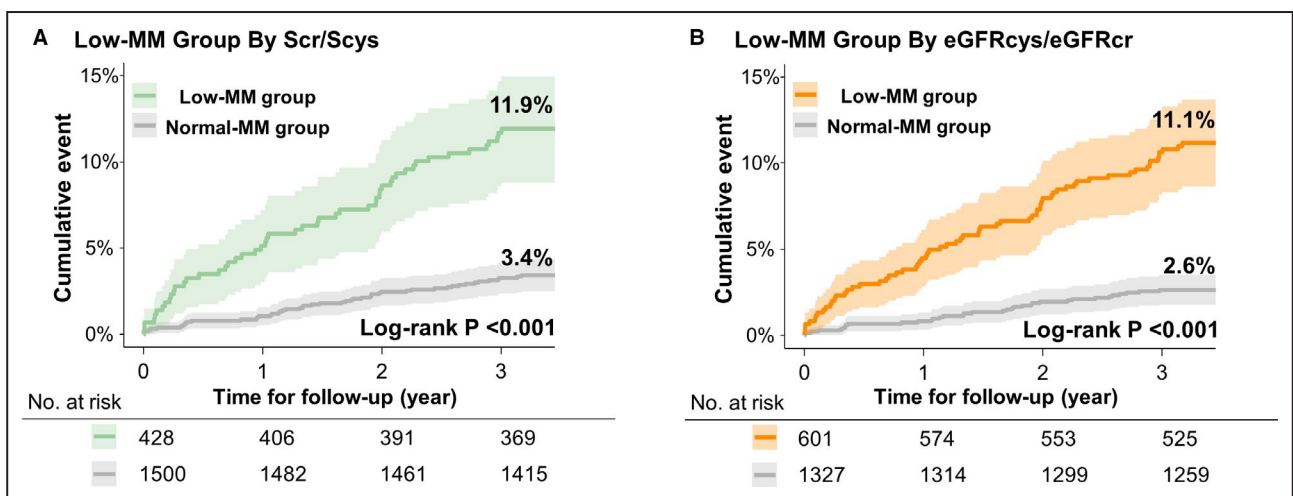 A Low-MM Group By Scr/Scys
15%
10%
5%
0%
Cumulative event
Low-MM group
Normal-MM group
11.9%
3.4%
Log-rank P <0.001
0 1 2 3
Time for follow-up (year)
No. at risk
428 406 391 369
1500 1482 1461 1415
B Low-MM Group By eGFRcys/eGFRcr
15%
10%
5%
0%
Cumulative event
Low-MM group
Normal-MM group
11.1%
2.6%
Log-rank P <0.001
0 1 2 3
Time for follow-up (year)
No. at risk
601 574 553 525
1327 1314 1299 1259